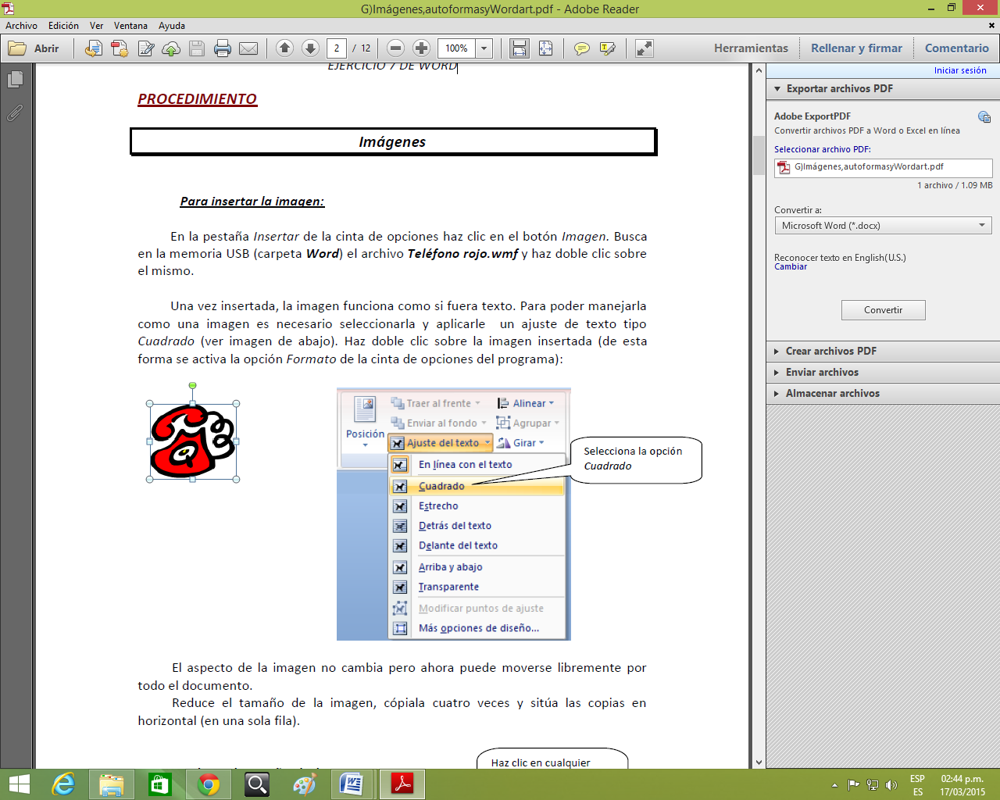 G)Imágenes,autoformasyWordart.pdf - Adobe Reader
Archivo Edición Ver Ventana Ayuda
Abrir 2 / 12 100% Herramientas Rellenar y firmar Comentario
EJERCICIO 7 DE WORD
PROCEDIMIENTO
Imágenes
Para insertar la imagen:
En la pestaña Insertar de la cinta de opciones haz clic en el botón Imagen. Busca
en la memoria USB (carpeta Word) el archivo Teléfono rojo.wmf y haz doble clic sobre
el mismo.
Una vez insertada, la imagen funciona como si fuera texto. Para poder manejarla
como una imagen es necesario seleccionarla y aplicarle un ajuste de texto tipo
Cuadrado (ver imagen de abajo). Haz doble clic sobre la imagen insertada (de esta
forma se activa la opción Formato de la cinta de opciones del programa):
Posición
Traer al frente
Enviar al fondo
Ajuste del texto
Alinear
Agrupar
Girar
En línea con el texto
Cuadrado
Estrecho
Detrás del texto
Delante del texto
Arriba y abajo
Transparente
Modificar puntos de ajuste
Más opciones de diseño...
Selecciona la opción
Cuadrado
El aspecto de la imagen no cambia pero ahora puede moverse libremente por
todo el documento.
Reduce el tamaño de la imagen, cópiala cuatro veces y sitúa las copias en
horizontal (en una sola fila).
Haz clic en cualquier
Iniciar sesión
Exportar archivos PDF
Adobe ExportPDF
Convertir archivos PDF a Word o Excel en línea
Seleccionar archivo PDF:
G)Imágenes,autoformasyWordart.pdf
1 archivo / 1.09 MB
Convertir a:
Microsoft Word (*.docx)
Reconocer texto en English(U.S.)
Cambiar
Convertir
Crear archivos PDF
Enviar archivos
Almacenar archivos
ESP
ES
02:44 p.m.
17/03/2015